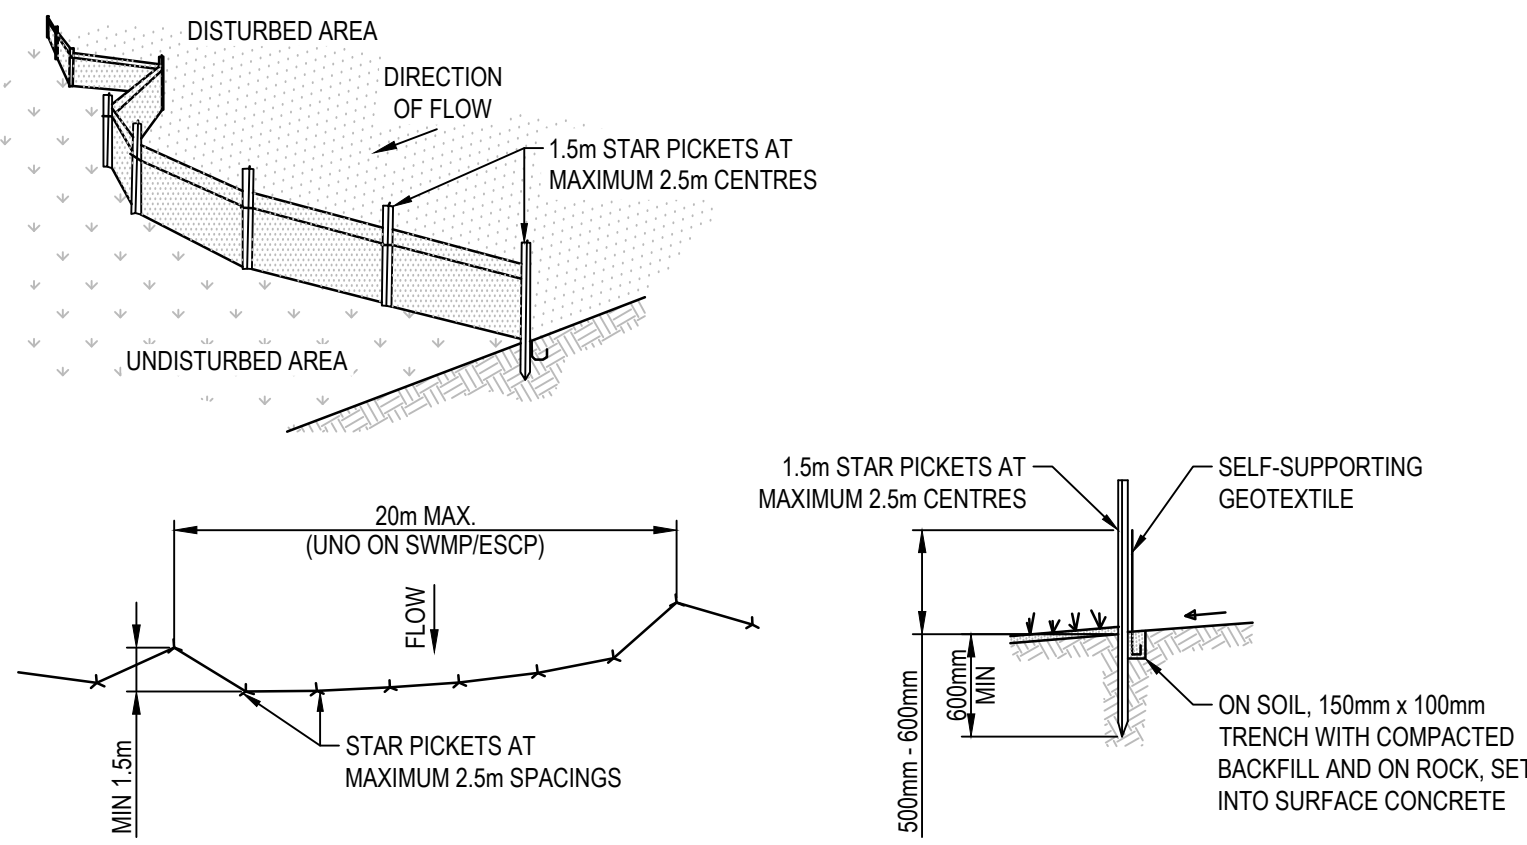 DISTURBED AREA
DIRECTION
OF FLOW
1.5m STAR PICKETS AT
MAXIMUM 2.5m CENTRES
UNDISTURBED AREA
20m MAX.
(UNO ON SWMP/ESCP)
FLOW
MIN 1.5m
STAR PICKETS AT
MAXIMUM 2.5m SPACINGS
1.5m STAR PICKETS AT
MAXIMUM 2.5m CENTRES
SELF-SUPPORTING
GEOTEXTILE
500mm - 600mm
600mm
MIN
ON SOIL, 150mm x 100mm
TRENCH WITH COMPACTED
BACKFILL AND ON ROCK, SET
INTO SURFACE CONCRETE